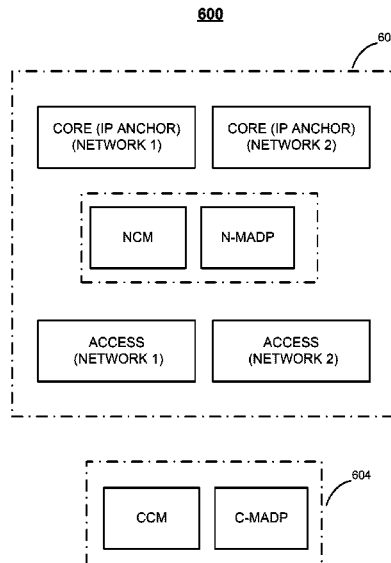 600
60
CORE (IP ANCHOR)
(NETWORK 1)
CORE (IP ANCHOR)
(NETWORK 2)
NCM
N-MADP
ACCESS
(NETWORK 1)
ACCESS
(NETWORK 2)
604
CCM
C-MADP